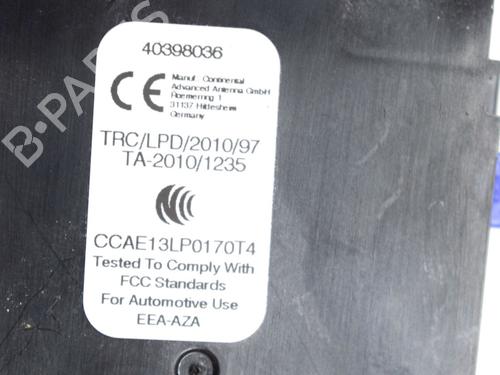 40398036
CE
Manuf. Continental
Advanced Antenna GmbH
Roemerring 1
31137 Hildesheim
Germany
TRC/LPD/2010/97
TA-2010/1235
CCAE13LP0170T4
Tested To Comply With
FCC Standards
For Automotive Use
EEA-AZA
B-PARTS